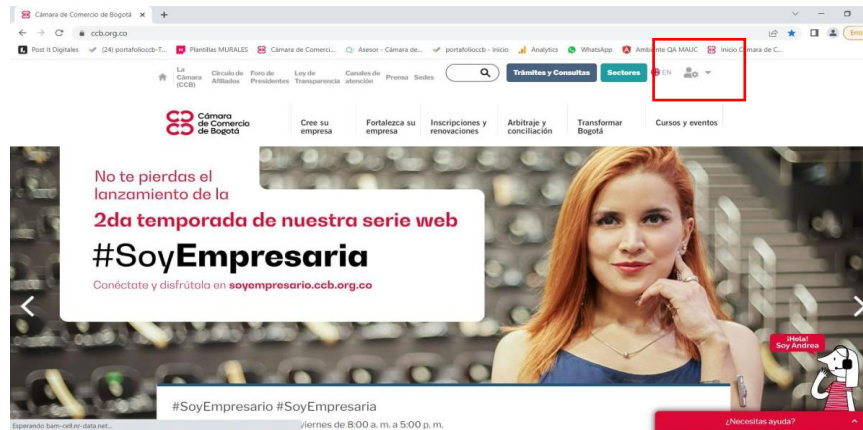 Cámara de Comercio de Bogotá
ccb.org.co
Error
Post It Digitales
(24) portafolioccb-T...
Plantillas MURALES
Cámara de Comerci...
Asesor - Cámara de...
portafolioccb - Inicio
Analytics
WhatsApp
Ambiente QA-MAUC
Inicio Cámara de C...
La
Cámara
(CCB)
Círculo de
Afiliados
Foro de
Presidentes
Ley de
Transparencia
Canales de
atención
Prensa
Sedes
Trámites y Consultas
Sectores
EN
Cámara
de Comercio
de Bogotá
Cree su
empresa
Fortalezca su
empresa
Inscripciones y
renovaciones
Arbitraje y
conciliación
Transformar
Bogotá
Cursos y eventos
No te pierdas el
lanzamiento de la
2da temporada de nuestra serie web
#SoyEmpresaria
Conéctate y disfrútala en soyempresario.ccb.org.co
¡Hola!
Soy Andrea
#SoyEmpresario #SoyEmpresaria
viernes de 8:00 a. m. a 5:00 p. m.
Esperando bam-cell.nr-data.net...
¿Necesitas ayuda?